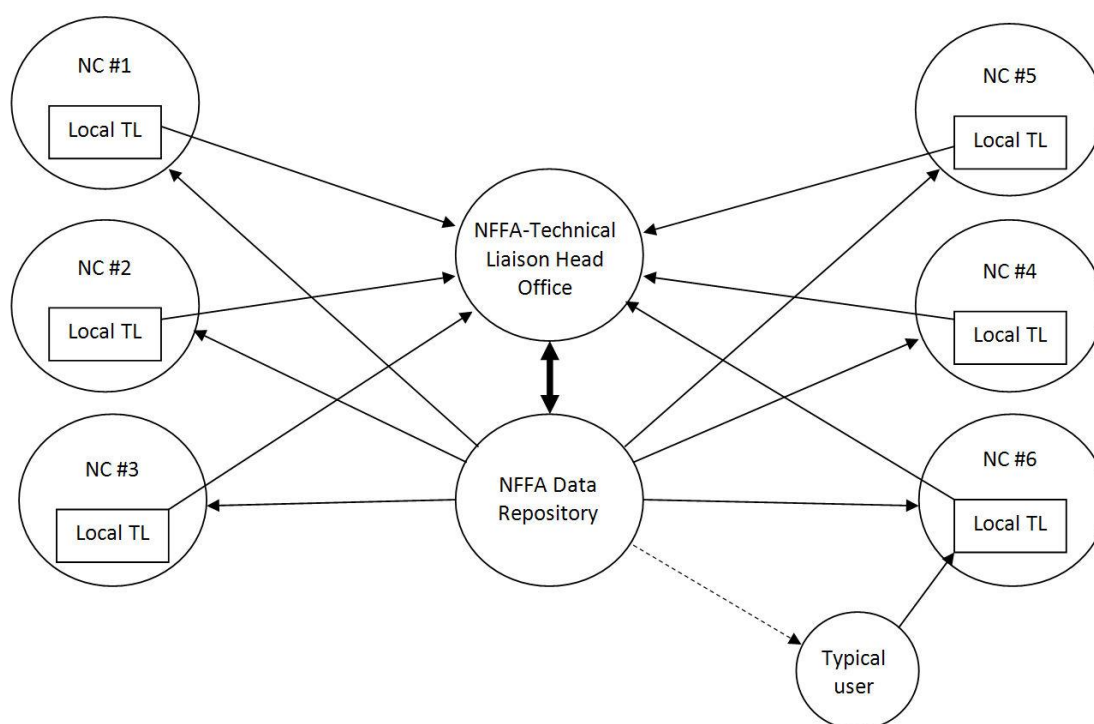 NC #1
Local TL
NC #2
Local TL
NC #3
Local TL
NFFA-Technical
Liaison Head
Office
NFFA Data
Repository
NC #5
Local TL
NC #4
Local TL
NC #6
Local TL
Typical
user